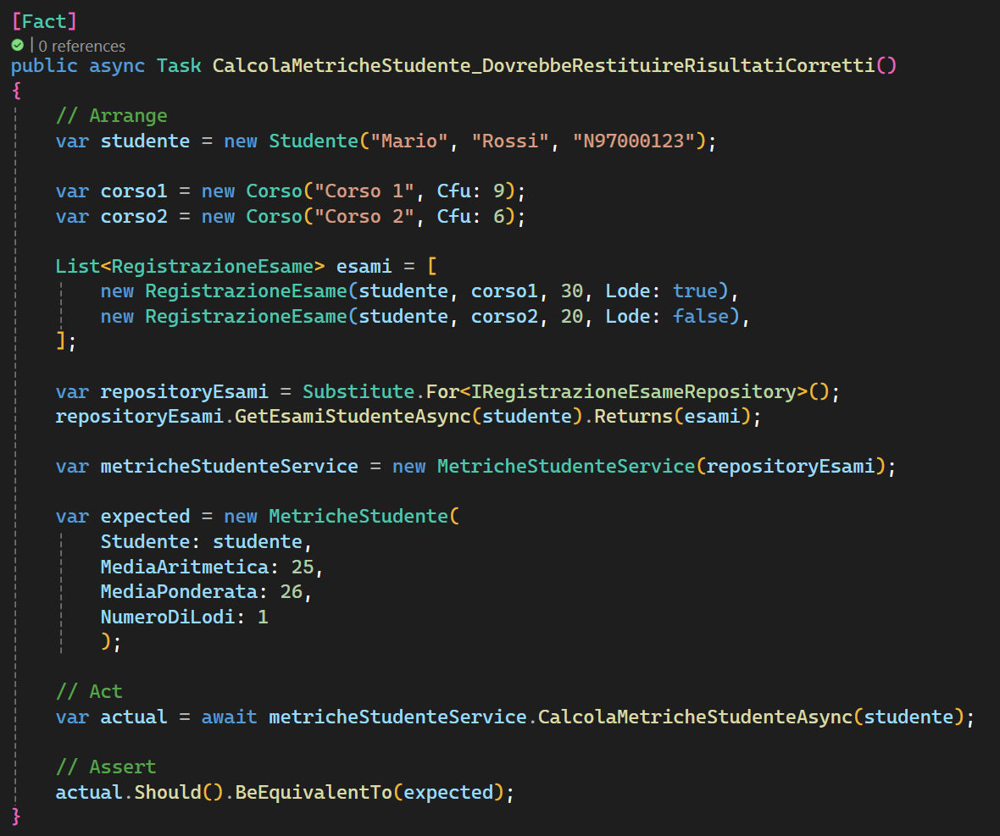 [Fact]
| 0 references
public async Task CalcolaMetricheStudente_DovrebbeRestituireRisultatiCorretti()
{
// Arrange
var studente = new Studente("Mario", "Rossi", "N97000123");
var corso1 = new Corso("Corso 1", Cfu: 9);
var corso2 = new Corso("Corso 2", Cfu: 6);
List<RegistrazioneEsame> esami = [
new RegistrazioneEsame(studente, corso1, 30, Lode: true),
new RegistrazioneEsame(studente, corso2, 20, Lode: false),
];
var repositoryEsami = Substitute.For<IRegistrazioneEsameRepository>();
repositoryEsami.GetEsamiStudenteAsync(studente).Returns(esami);
var metricheStudenteService = new MetricheStudenteService(repositoryEsami);
var expected = new MetricheStudente(
Studente: studente,
MediaAritmetica: 25,
MediaPonderata: 26,
NumeroDiLodi: 1
);
// Act
var actual = await metricheStudenteService.CalcolaMetricheStudenteAsync(studente);
// Assert
actual.Should().BeEquivalentTo(expected);
}